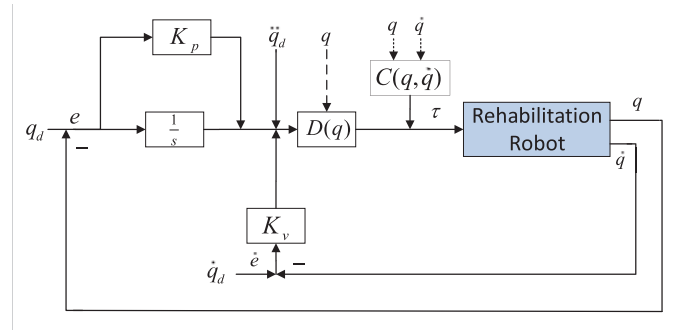 K_p
q̈_d
q
q
q̇
C(q,q̇)
q_d
e
−
1/s
D(q)
τ
Rehabilitation
Robot
q
q̇
K_v
q̇_d
ė
−